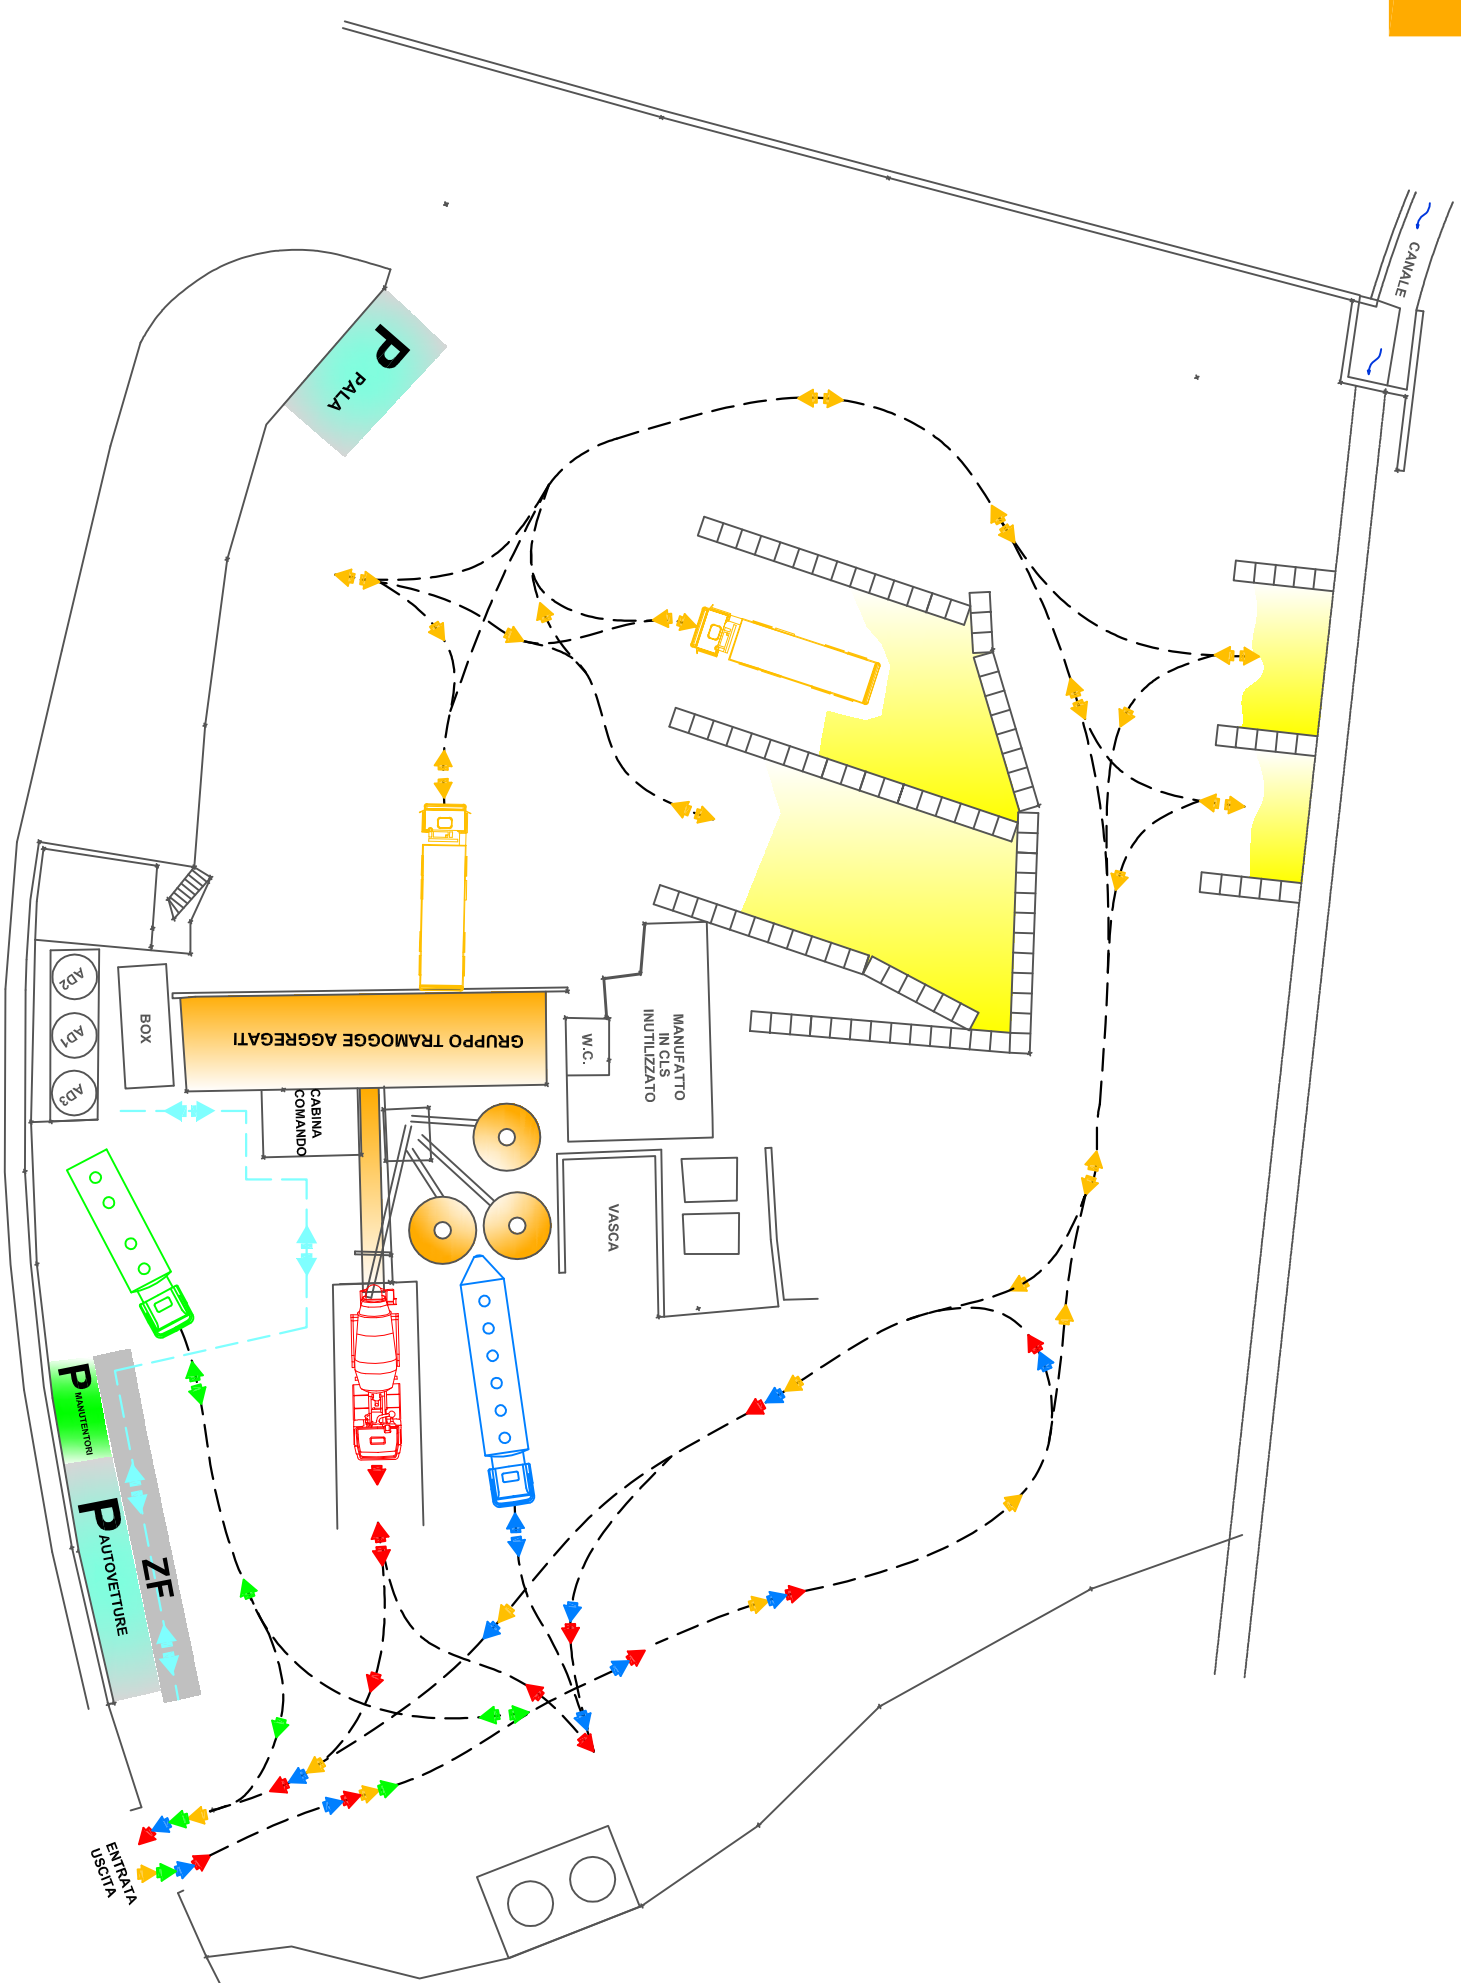 CANALE
P
PALA
AD2
AD1
AD3
BOX
GRUPPO TRAMOGGE AGGREGATI
W.C.
MANUFATTO
IN CLS
INUTILIZZATO
CABINA
COMANDO
VASCA
P
MANUTENTORI
P
AUTOVETTURE
ZF
ENTRATA
USCITA